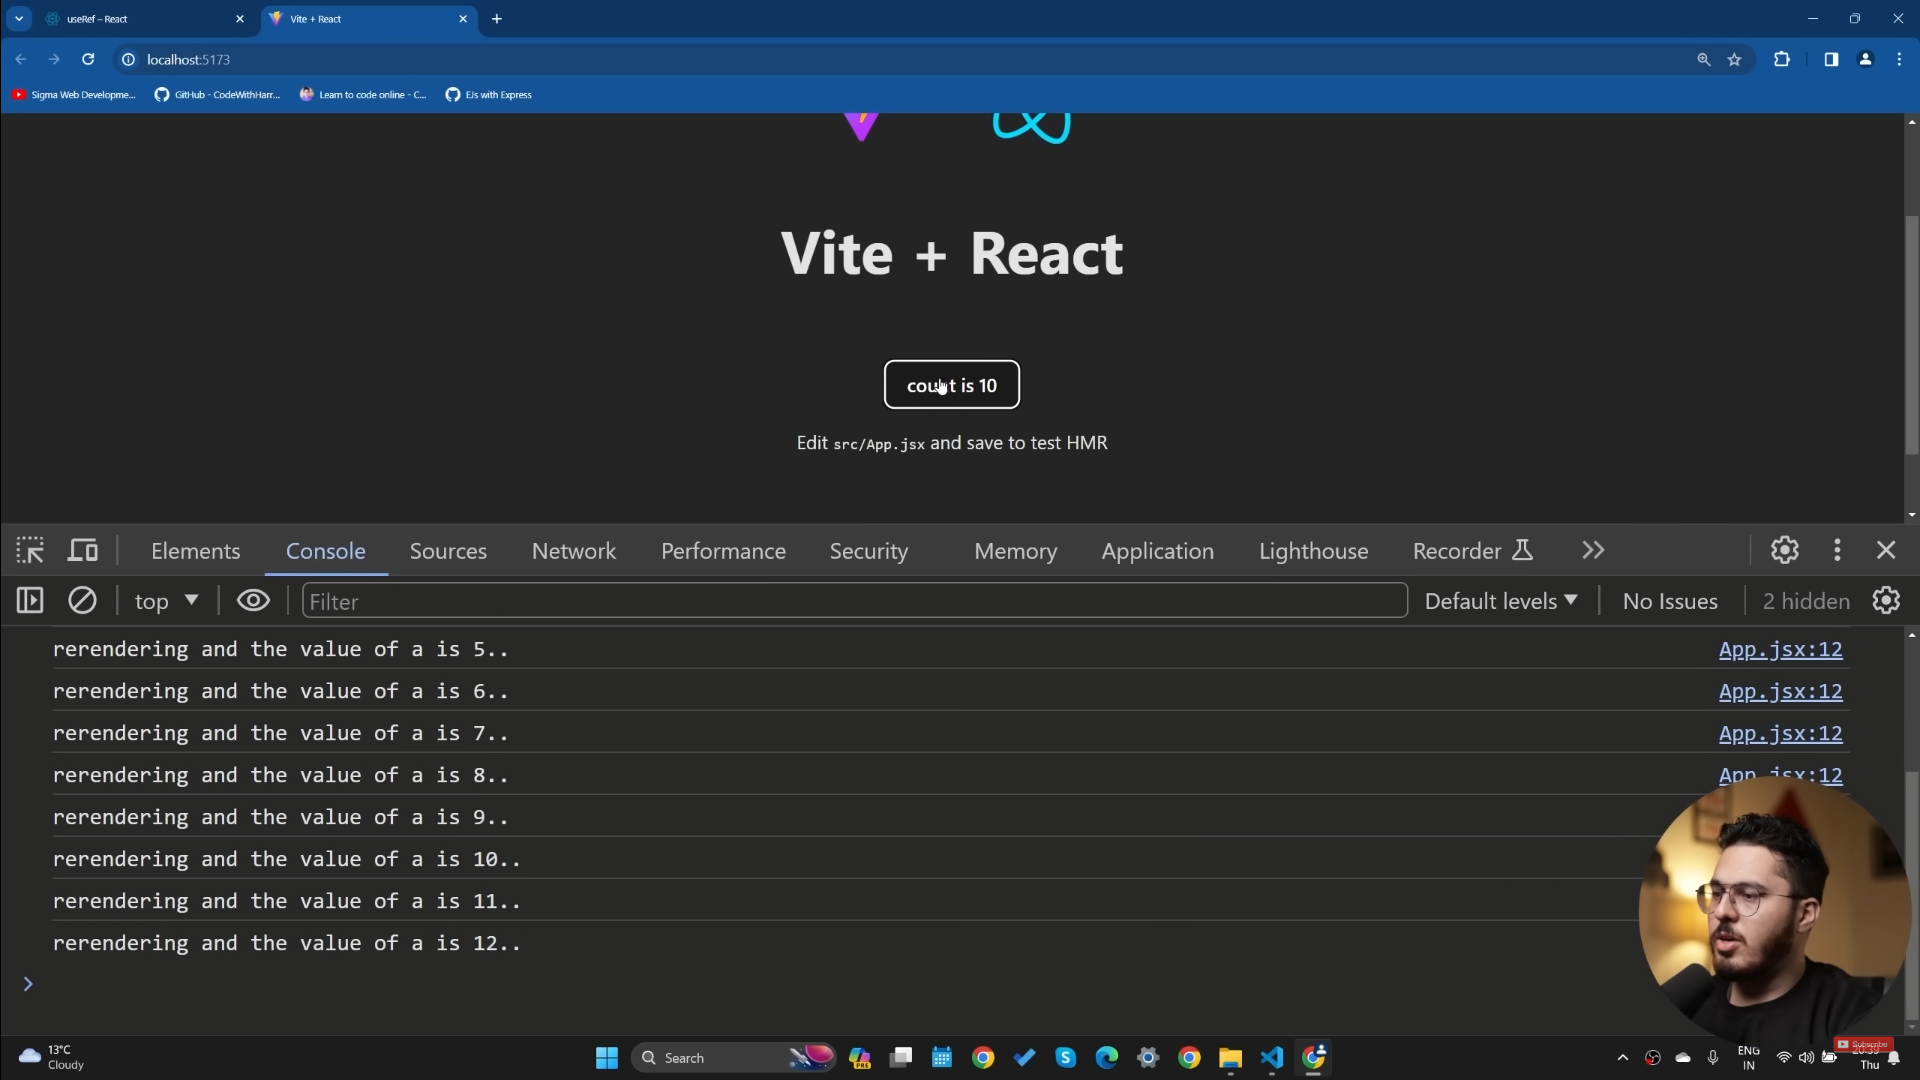 useRef – React
Vite + React
localhost:5173
Sigma Web Developme...
GitHub - CodeWithHarr...
Learn to code online - C...
EJs with Express
Vite + React
count is 10
Edit src/App.jsx and save to test HMR
Elements
Console
Sources
Network
Performance
Security
Memory
Application
Lighthouse
Recorder
top
Filter
Default levels
No Issues
2 hidden
rerendering and the value of a is 5..
App.jsx:12
rerendering and the value of a is 6..
App.jsx:12
rerendering and the value of a is 7..
App.jsx:12
rerendering and the value of a is 8..
App.jsx:12
rerendering and the value of a is 9..
rerendering and the value of a is 10..
rerendering and the value of a is 11..
rerendering and the value of a is 12..
13°C
Cloudy
Search
PRE
ENG
IN
Subscribe
Thu